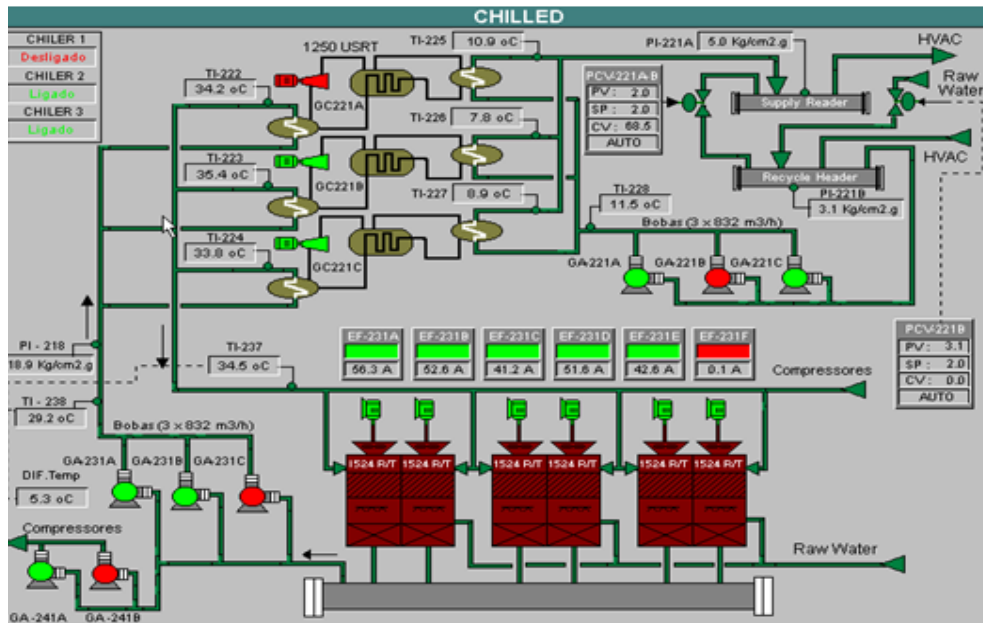 CHILLED
CHILER 1
Desligado
CHILER 2
Ligado
CHILER 3
Ligado
1250 USRT
TI-222
34.2 oC
GC221A
TI-223
35.4 oC
GC221B
TI-224
33.8 oC
GC221C
TI-225
10.9 oC
TI-226
7.8 oC
TI-227
8.9 oC
PI-221A
5.0 Kg/cm2.g
HVAC
Raw
Water
PCV-221A-B
PV: 2.0
SP: 2.0
CV: 68.5
AUTO
Supply Reader
Recycle Header
HVAC
PI-221B
3.1 Kg/cm2.g
TI-228
11.5 oC
Bobas (3 x 832 m3/h)
GA-221A
GA-221B
GA-221C
PCV-221B
PV: 3.1
SP: 2.0
CV: 0.0
AUTO
PI - 218
18.9 Kg/cm2.g
TI-237
34.5 oC
EF-231A
56.3 A
EF-231B
52.6 A
EF-231C
41.2 A
EF-231D
51.6 A
EF-231E
42.6 A
EF-231F
0.1 A
Compressores
TI - 238
29.2 oC
Bobas (3 x 832 m3/h)
GA-231A
GA-231B
GA-231C
DIF.Temp
5.3 oC
1524 R/T
1524 R/T
1524 R/T
1524 R/T
1524 R/T
1524 R/T
Compressores
Raw Water
GA-241A
GA-241B